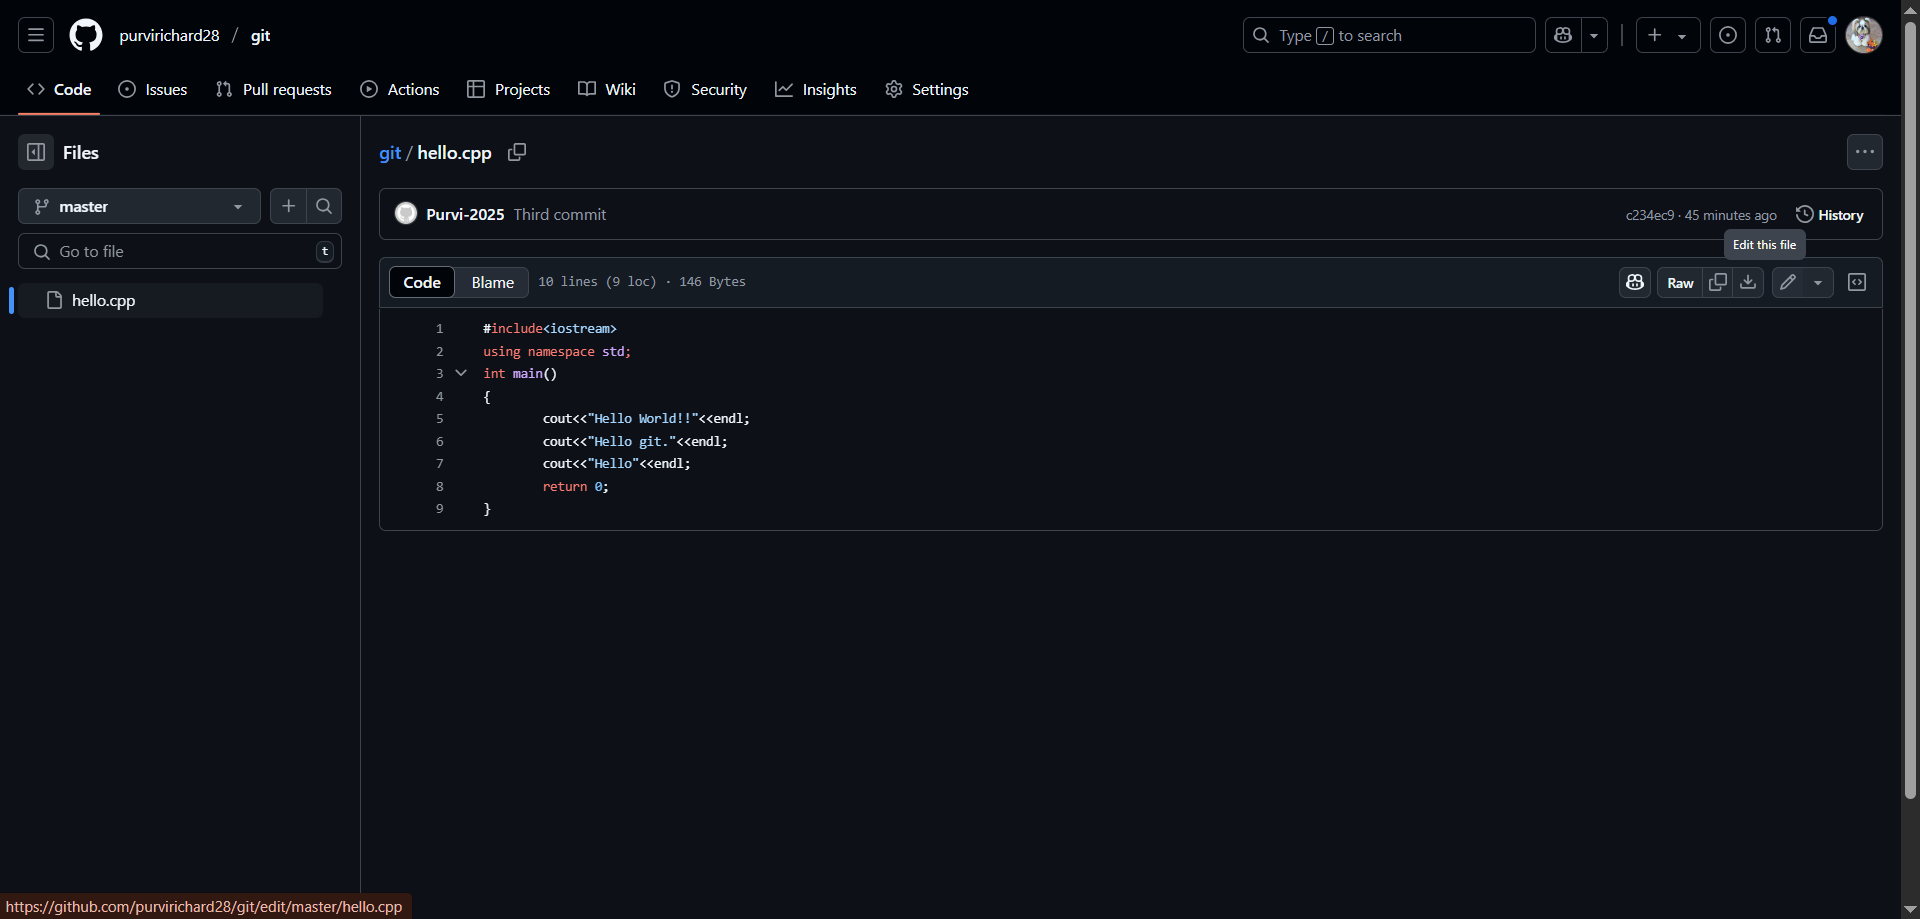 purvirichard28 / git
Type / to search
Code Issues Pull requests Actions Projects Wiki Security Insights Settings
Files
master
Go to file t
hello.cpp
git / hello.cpp
Purvi-2025 Third commit
c234ec9 · 45 minutes ago History
Edit this file
Code Blame 10 lines (9 loc) · 146 Bytes
Raw
1 #include<iostream>
2 using namespace std;
3 int main()
4 {
5 cout<<"Hello World!!"<<endl;
6 cout<<"Hello git."<<endl;
7 cout<<"Hello"<<endl;
8 return 0;
9 }
https://github.com/purvirichard28/git/edit/master/hello.cpp